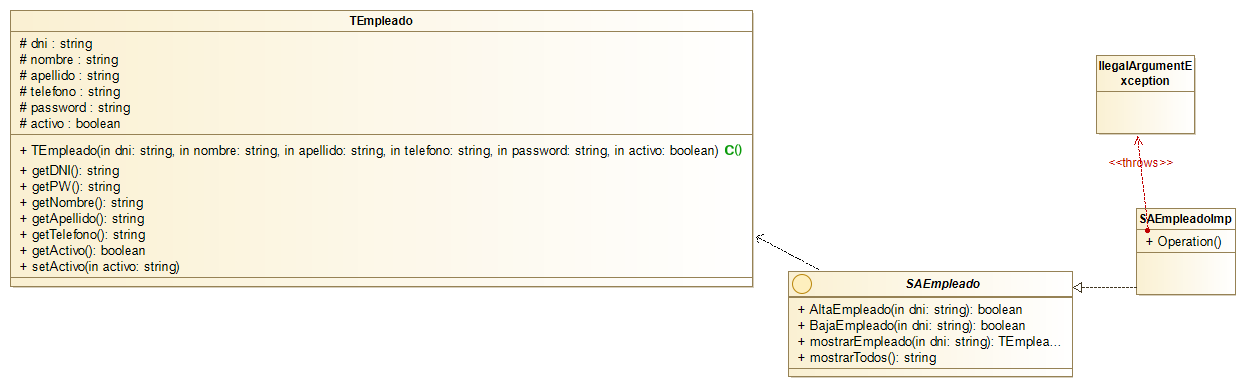 TEmpleado
# dni : string
# nombre : string
# apellido : string
# telefono : string
# password : string
# activo : boolean
+ TEmpleado(in dni: string, in nombre: string, in apellido: string, in telefono: string, in password: string, in activo: boolean) C()
+ getDNI(): string
+ getPW(): string
+ getNombre(): string
+ getApellido(): string
+ getTelefono(): string
+ getActivo(): boolean
+ setActivo(in activo: string)
IlegalArgumentE
xception
<<throws>>
SAEmpleadoImp
+ Operation()
SAEmpleado
+ AltaEmpleado(in dni: string): boolean
+ BajaEmpleado(in dni: string): boolean
+ mostrarEmpleado(in dni: string): TEmplea...
+ mostrarTodos(): string